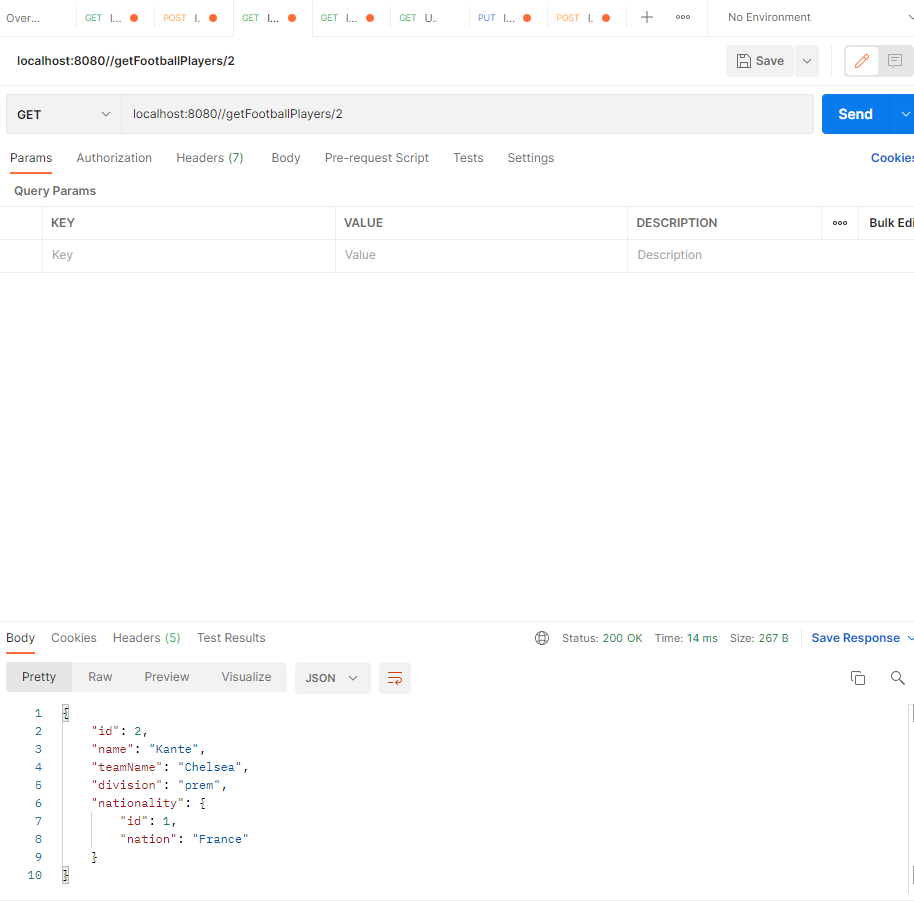 Over... GET I... POST I. GET I... GET I... GET U.. PUT I... POST I. No Environment
localhost:8080//getFootballPlayers/2 Save
GET localhost:8080//getFootballPlayers/2 Send
Params Authorization Headers (7) Body Pre-request Script Tests Settings Cookies
Query Params
KEY VALUE DESCRIPTION Bulk Edi
Key Value Description
Body Cookies Headers (5) Test Results Status: 200 OK Time: 14 ms Size: 267 B Save Response
Pretty Raw Preview Visualize JSON
1 {
2 "id": 2,
3 "name": "Kante",
4 "teamName": "Chelsea",
5 "division": "prem",
6 "nationality": {
7 "id": 1,
8 "nation": "France"
9 }
10 }